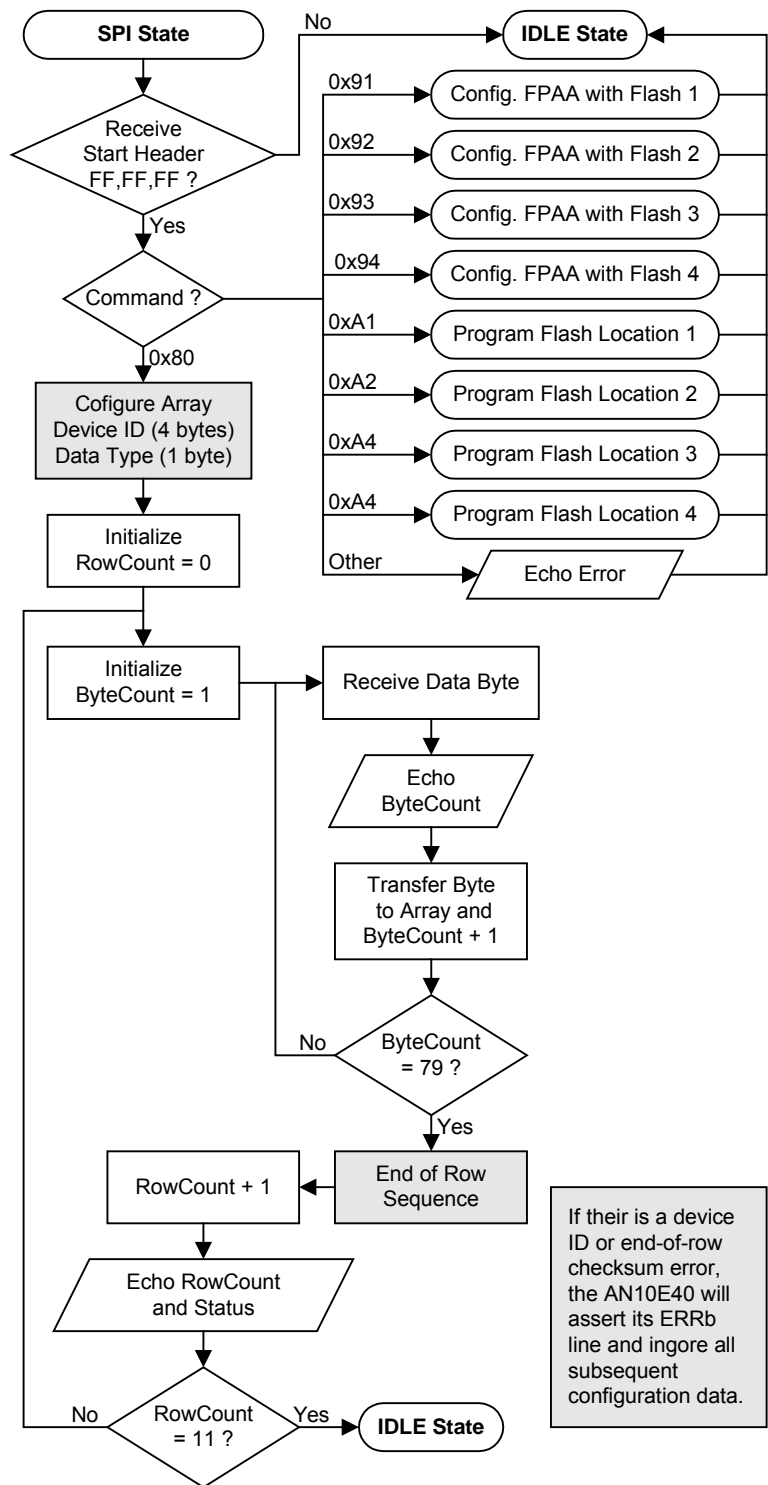 SPI State
No
IDLE State
Receive
Start Header
FF,FF,FF ?
Yes
Command ?
0x91
Config. FPAA with Flash 1
0x92
Config. FPAA with Flash 2
0x93
Config. FPAA with Flash 3
0x94
Config. FPAA with Flash 4
0xA1
Program Flash Location 1
0xA2
Program Flash Location 2
0xA4
Program Flash Location 3
0xA4
Program Flash Location 4
Other
Echo Error
0x80
Cofigure Array
Device ID (4 bytes)
Data Type (1 byte)
Initialize
RowCount = 0
Initialize
ByteCount = 1
Receive Data Byte
Echo
ByteCount
Transfer Byte
to Array and
ByteCount + 1
No
ByteCount
= 79 ?
Yes
End of Row
Sequence
RowCount + 1
Echo RowCount
and Status
No
RowCount
= 11 ?
Yes
IDLE State
If their is a device
ID or end-of-row
checksum error,
the AN10E40 will
assert its ERRb
line and ingore all
subsequent
configuration data.